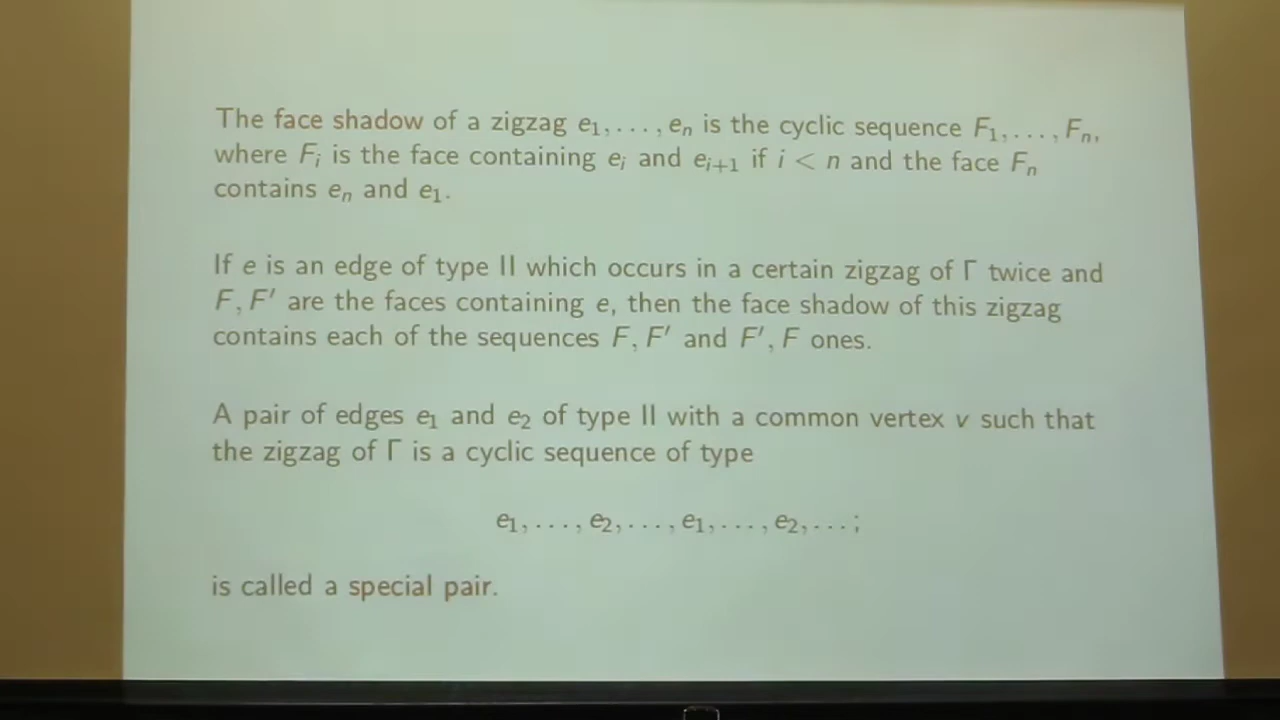 The face shadow of a zigzag e₁, . . . , eₙ is the cyclic sequence F₁, . . . , Fₙ,
where Fᵢ is the face containing eᵢ and eᵢ₊₁ if i < n and the face Fₙ
contains eₙ and e₁.
If e is an edge of type II which occurs in a certain zigzag of Γ twice and
F, F′ are the faces containing e, then the face shadow of this zigzag
contains each of the sequences F, F′ and F′, F ones.
A pair of edges e₁ and e₂ of type II with a common vertex v such that
the zigzag of Γ is a cyclic sequence of type
e₁, . . . , e₂, . . . , e₁, . . . , e₂, . . . ;
is called a special pair.